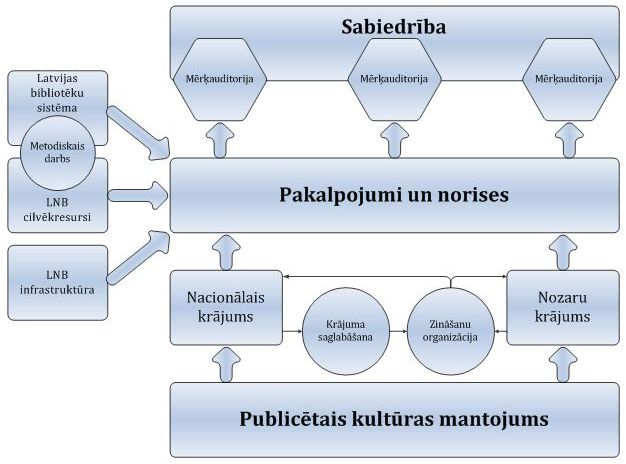 Sabiedrība
Mērķauditorija
Mērķauditorija
Mērķauditorija
Latvijas
bibliotēku
sistēma
Metodiskais
darbs
LNB
cilvēkresursi
LNB
infrastruktūra
Pakalpojumi un norises
Nacionālais
krājums
Krājuma
saglabāšana
Zināšanu
organizācija
Nozaru
krājums
Publicētais kultūras mantojums